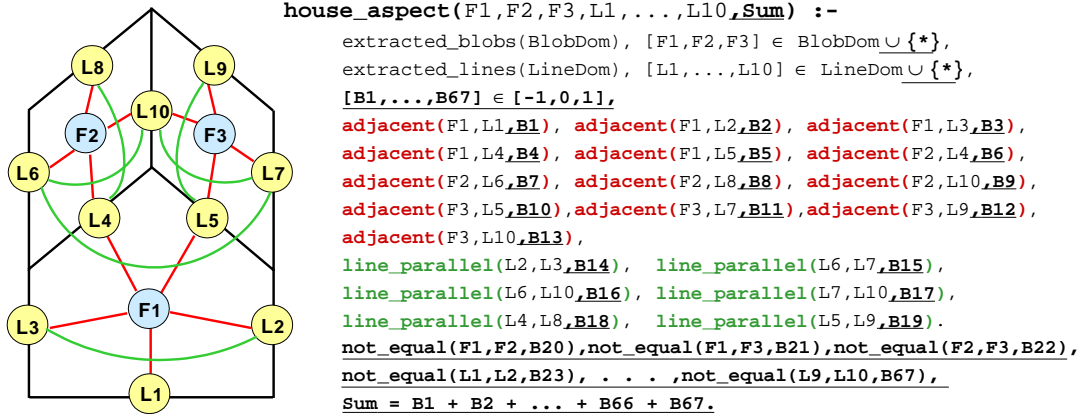 L8
L9
L10
F2
F3
L6
L7
L4
L5
F1
L3
L2
L1
house_aspect(F1,F2,F3,L1,...,L10,Sum) :-
extracted_blobs(BlobDom), [F1,F2,F3] ∈ BlobDom ∪ {*},
extracted_lines(LineDom), [L1,...,L10] ∈ LineDom ∪ {*},
[B1,...,B67] ∈ [-1,0,1],
adjacent(F1,L1,B1), adjacent(F1,L2,B2), adjacent(F1,L3,B3),
adjacent(F1,L4,B4), adjacent(F1,L5,B5), adjacent(F2,L4,B6),
adjacent(F2,L6,B7), adjacent(F2,L8,B8), adjacent(F2,L10,B9),
adjacent(F3,L5,B10),adjacent(F3,L7,B11),adjacent(F3,L9,B12),
adjacent(F3,L10,B13),
line_parallel(L2,L3,B14), line_parallel(L6,L7,B15),
line_parallel(L6,L10,B16), line_parallel(L7,L10,B17),
line_parallel(L4,L8,B18), line_parallel(L5,L9,B19).
not_equal(F1,F2,B20),not_equal(F1,F3,B21),not_equal(F2,F3,B22),
not_equal(L1,L2,B23), . . . ,not_equal(L9,L10,B67),
Sum = B1 + B2 + ... + B66 + B67.